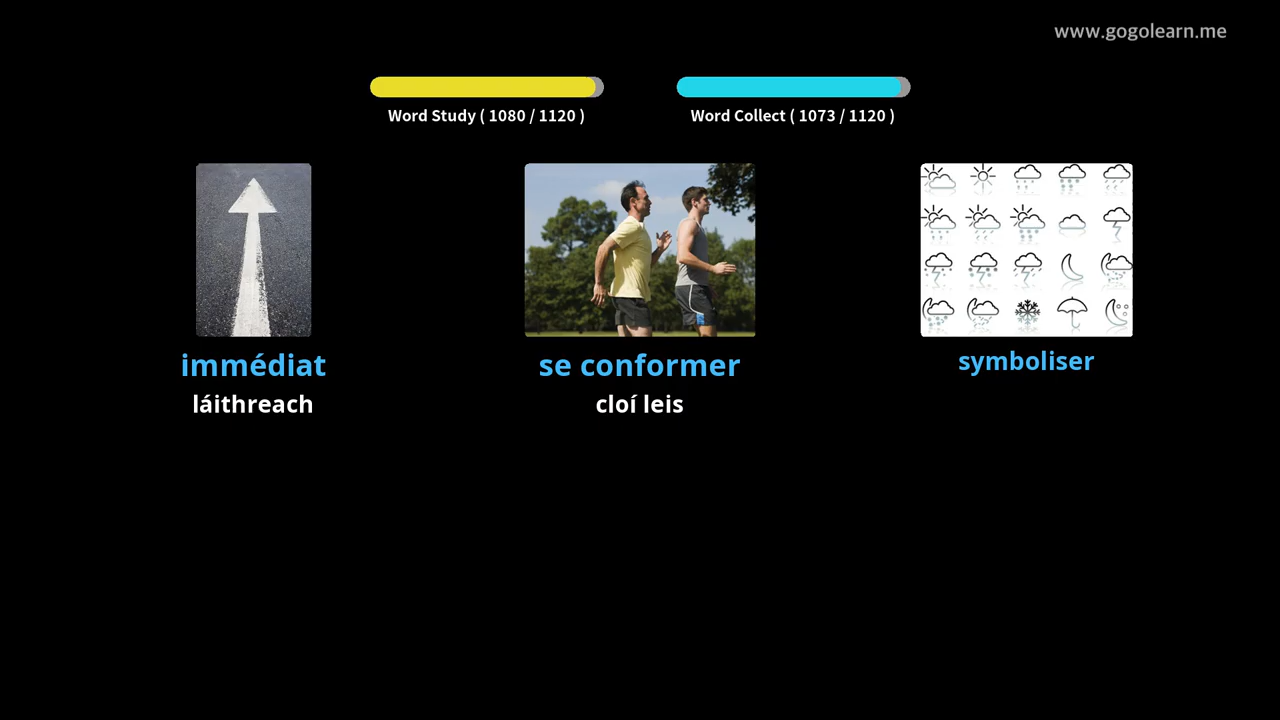 www.gogolearn.me
Word Study ( 1080 / 1120 )
Word Collect ( 1073 / 1120 )
immédiat
láithreach
se conformer
cloí leis
symboliser